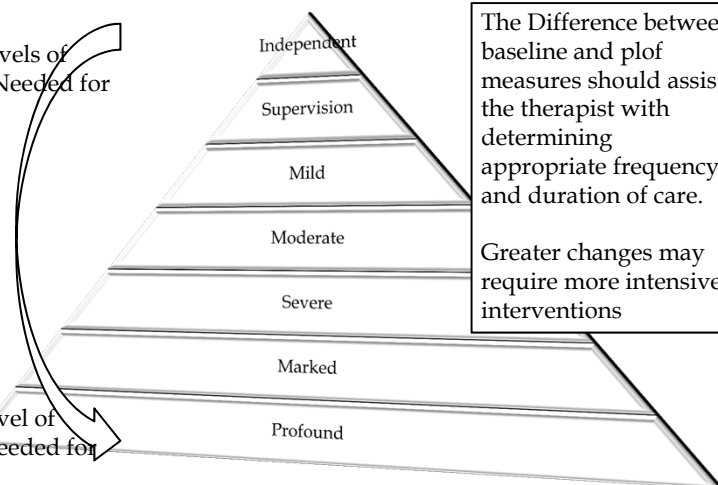 vels of
Needed for
Independent
Supervision
Mild
Moderate
Severe
Marked
Profound
vel of
eeded for
The Difference betwee
baseline and plof
measures should assis
the therapist with
determining
appropriate frequency
and duration of care.
Greater changes may
require more intensive
interventions